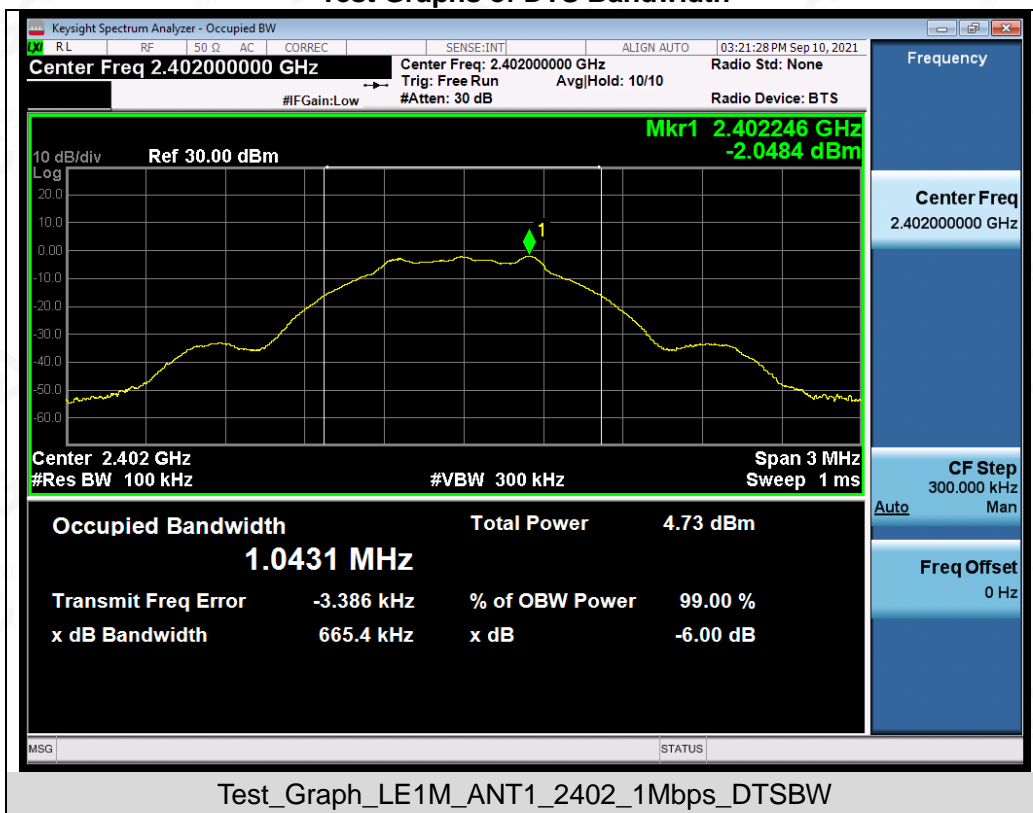 Test Graphs of DTS Bandwidth
Keysight Spectrum Analyzer - Occupied BW
LXI RL RF 50 Ω AC CORREC SENSE:INT ALIGN AUTO 03:21:28 PM Sep 10, 2021
Center Freq 2.402000000 GHz
Center Freq: 2.402000000 GHz Radio Std: None
Trig: Free Run Avg|Hold: 10/10
#IFGain:Low #Atten: 30 dB Radio Device: BTS
Frequency
Mkr1 2.402246 GHz
-2.0484 dBm
10 dB/div Ref 30.00 dBm
Log
20.0
10.0
0.00
-10.0
-20.0
-30.0
-40.0
-50.0
-60.0
1
Center 2.402 GHz Span 3 MHz
#Res BW 100 kHz #VBW 300 kHz Sweep 1 ms
Center Freq
2.402000000 GHz
CF Step
300.000 kHz
Auto Man
Freq Offset
0 Hz
Occupied Bandwidth Total Power 4.73 dBm
1.0431 MHz
Transmit Freq Error -3.386 kHz % of OBW Power 99.00 %
x dB Bandwidth 665.4 kHz x dB -6.00 dB
MSG STATUS
Test_Graph_LE1M_ANT1_2402_1Mbps_DTSBW